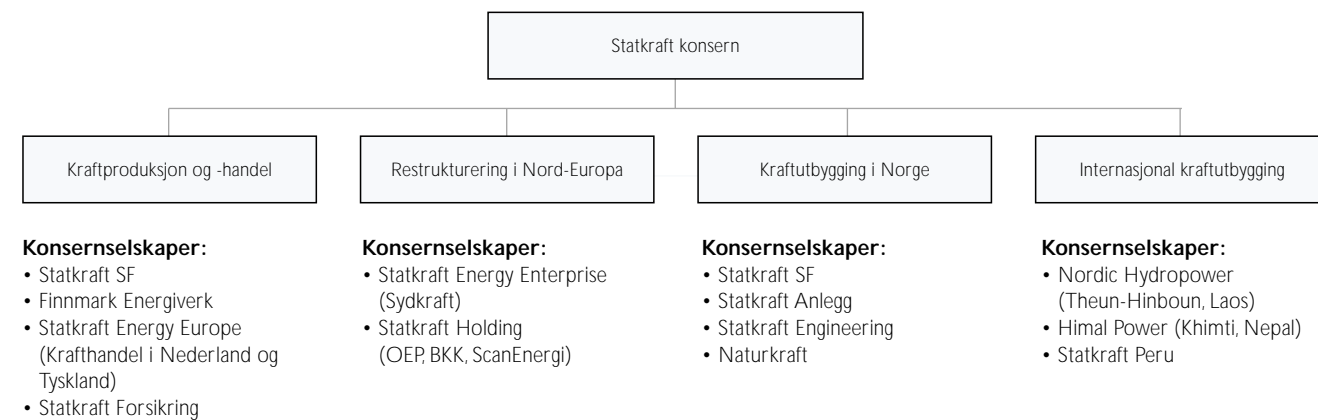 Statkraft konsern
Kraftproduksjon og -handel
Restrukturering i Nord-Europa
Kraftutbygging i Norge
Internasjonal kraftutbygging
Konsernselskaper:
• Statkraft SF
• Finnmark Energiverk
• Statkraft Energy Europe
(Krafthandel i Nederland og
Tyskland)
• Statkraft Forsikring
Konsernselskaper:
• Statkraft Energy Enterprise
(Sydkraft)
• Statkraft Holding
(OEP, BKK, ScanEnergi)
Konsernselskaper:
• Statkraft SF
• Statkraft Anlegg
• Statkraft Engineering
• Naturkraft
Konsernselskaper:
• Nordic Hydropower
(Theun-Hinboun, Laos)
• Himal Power (Khimti, Nepal)
• Statkraft Peru